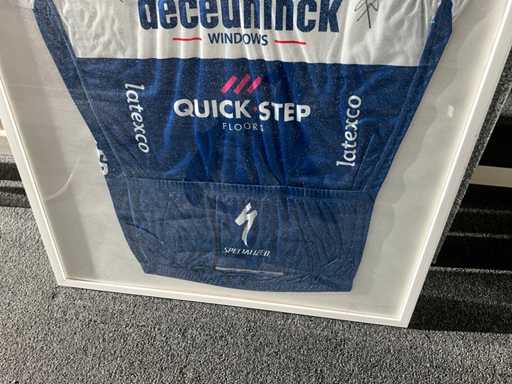 deceuninck
WINDOWS
QUICK·STEP
FLOORS
latexco
latexco
SPECIALIZED